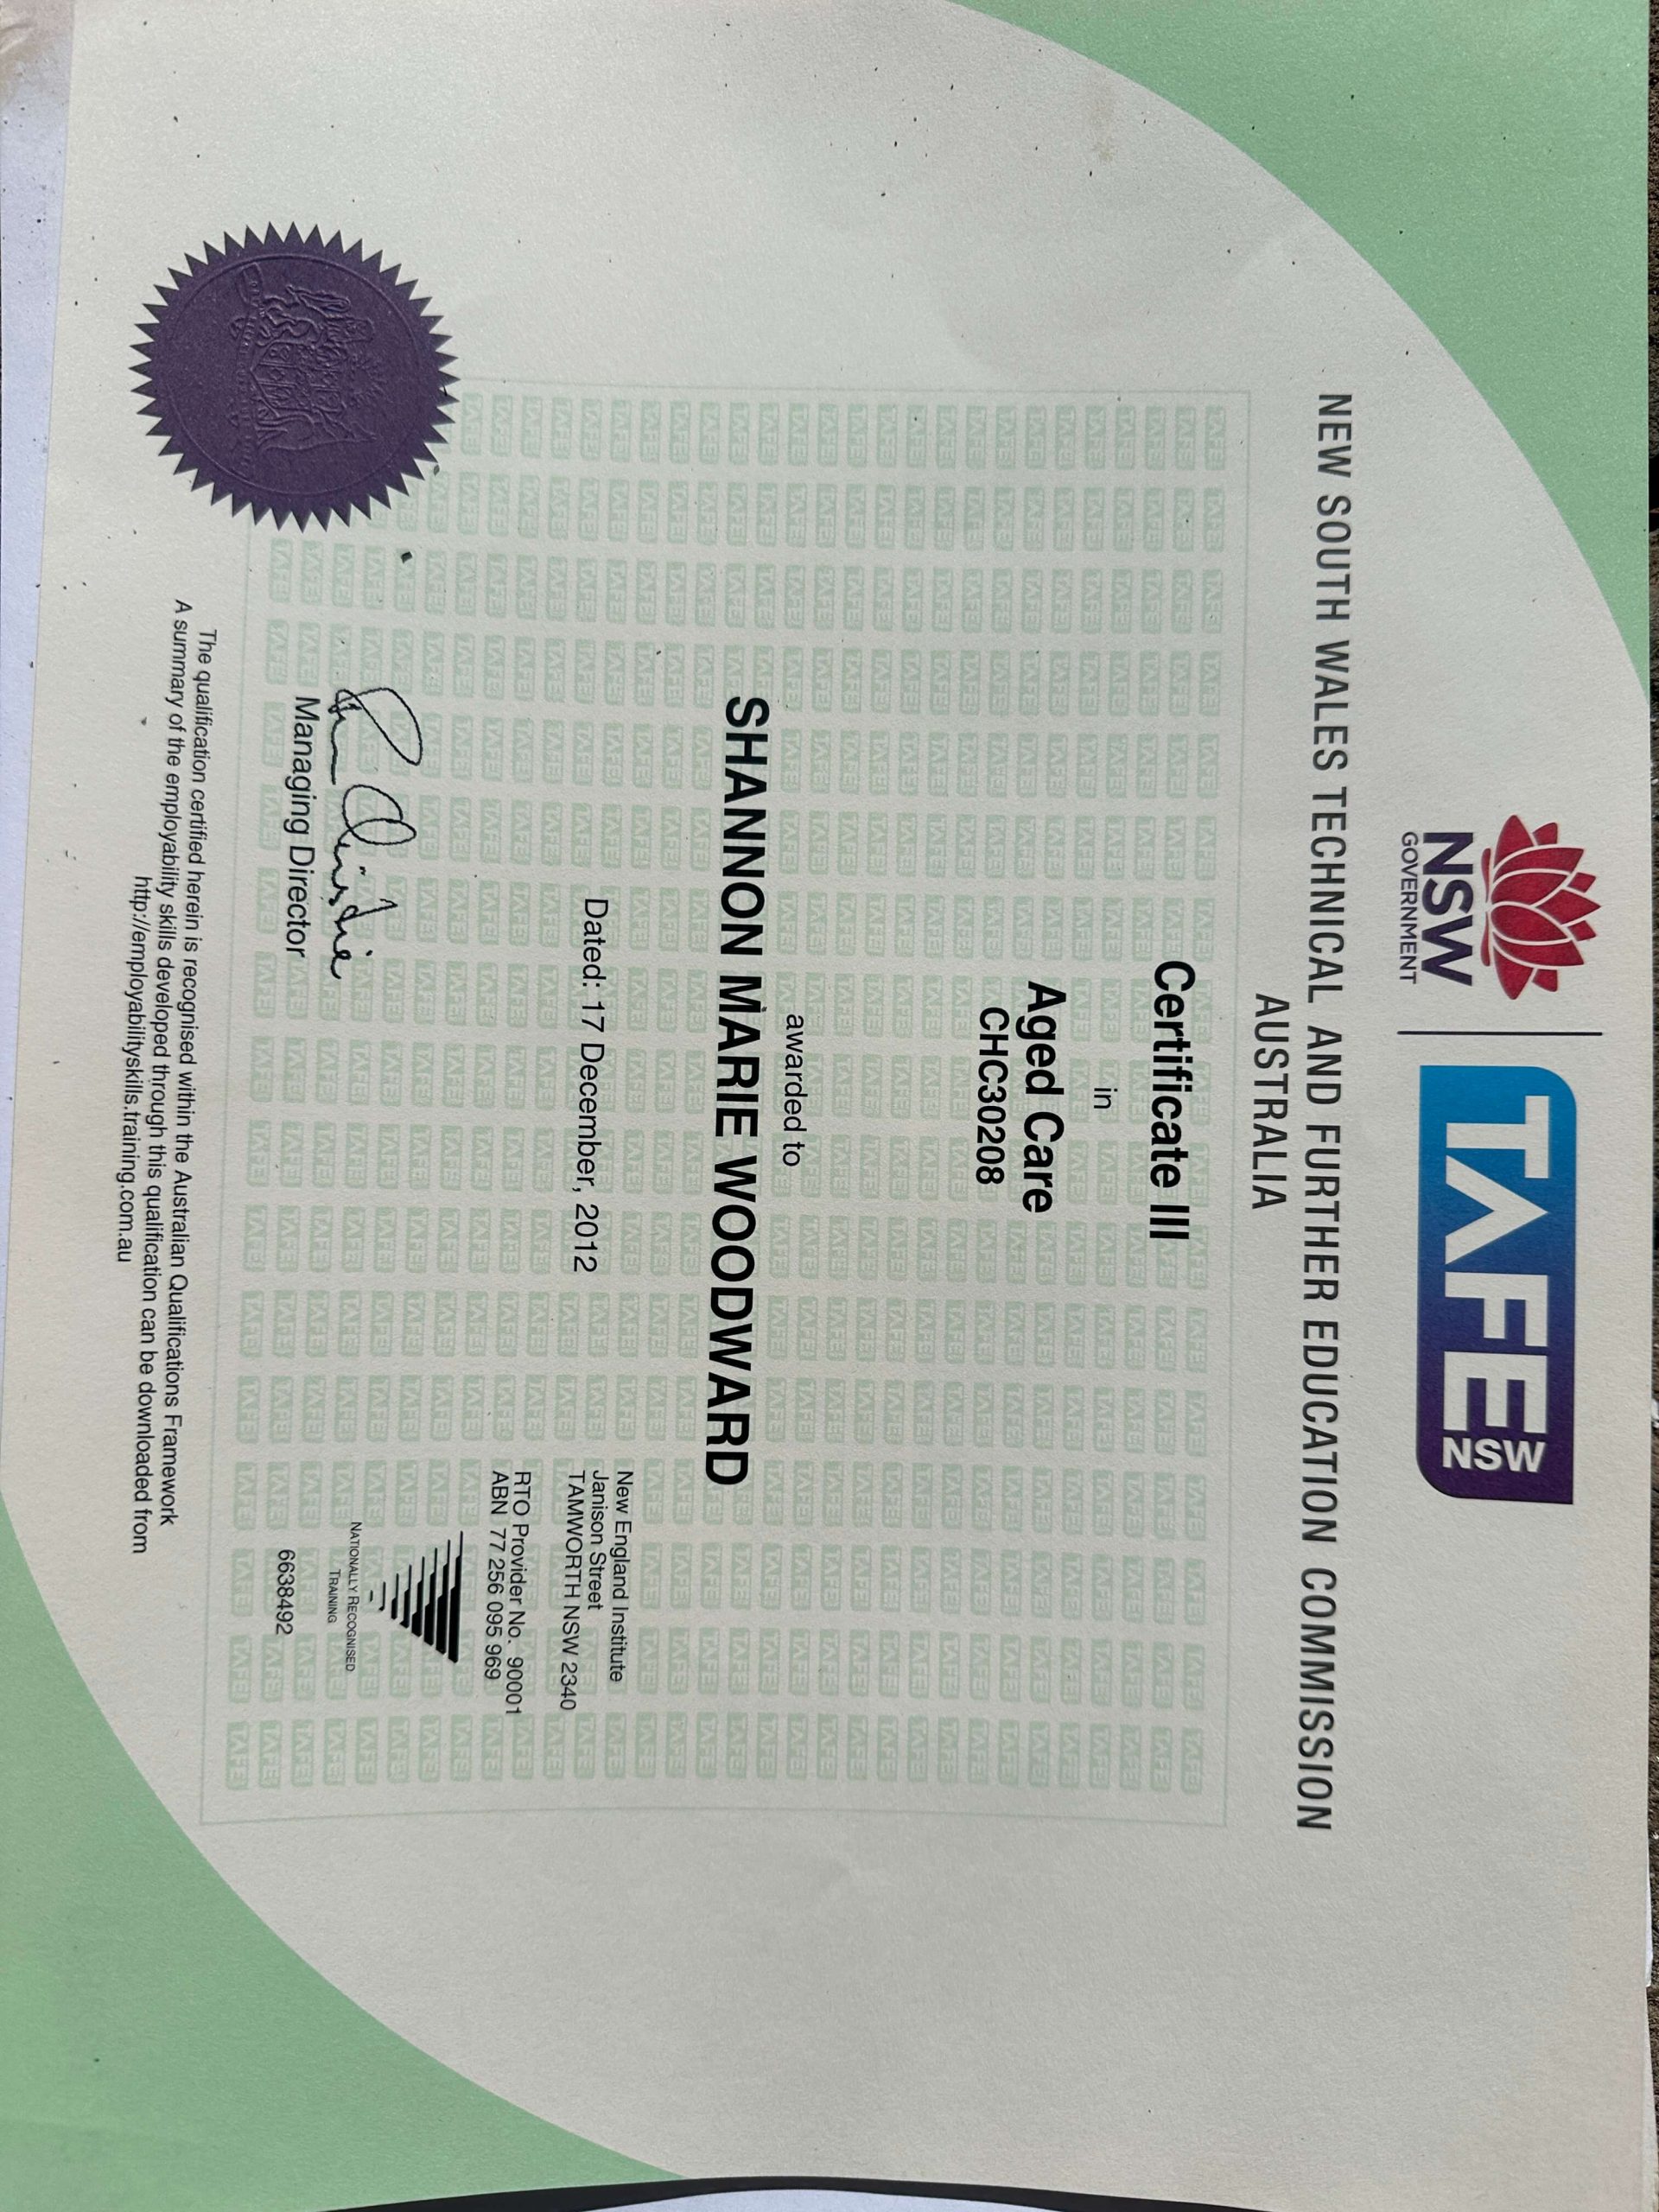 NSW
GOVERNMENT
TAFE
NSW
NEW SOUTH WALES TECHNICAL AND FURTHER EDUCATION COMMISSION
AUSTRALIA
Certificate III
in
Aged Care
CHC30208
awarded to
SHANNON MARIE WOODWARD
Dated: 17 December, 2012
New England Institute
Janison Street
TAMWORTH NSW 2340
RTO Provider No. 90001
ABN 77 256 095 969
Managing Director
NATIONALLY RECOGNISED
TRAINING
6638492
The qualification certified herein is recognised within the Australian Qualifications Framework
A summary of the employability skills developed through this qualification can be downloaded from
http://employabilityskills.training.com.au